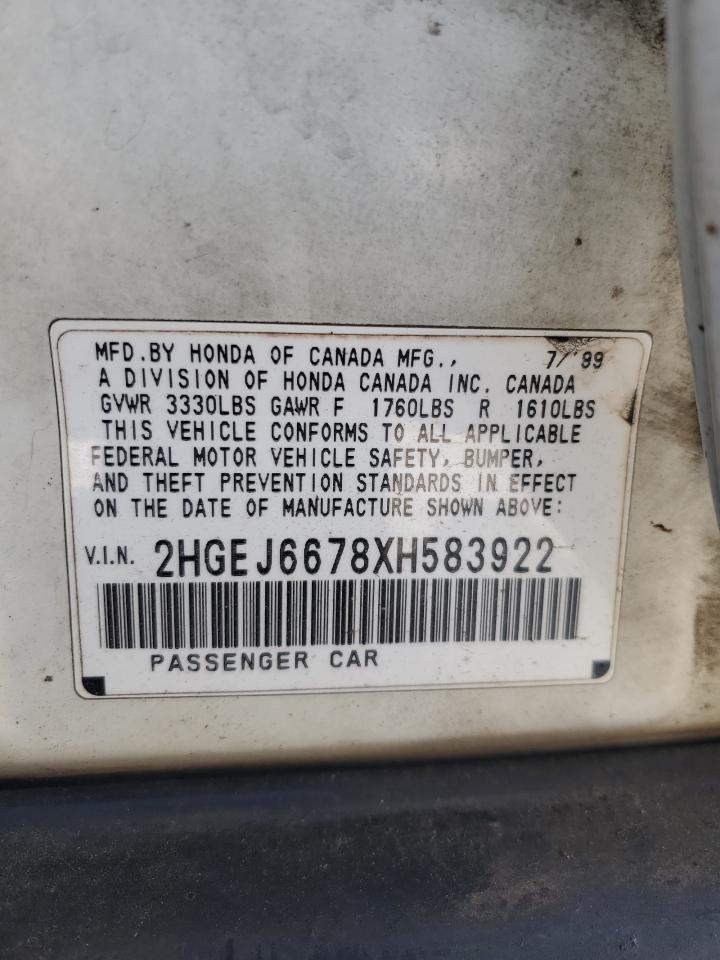 MFD.BY HONDA OF CANADA MFG., 7/'99
A DIVISION OF HONDA CANADA INC. CANADA
GVWR 3330LBS GAWR F 1760LBS R 1610LBS
THIS VEHICLE CONFORMS TO ALL APPLICABLE
FEDERAL MOTOR VEHICLE SAFETY, BUMPER,
AND THEFT PREVENTION STANDARDS IN EFFECT
ON THE DATE OF MANUFACTURE SHOWN ABOVE:
V.I.N. 2HGEJ6678XH583922
PASSENGER CAR